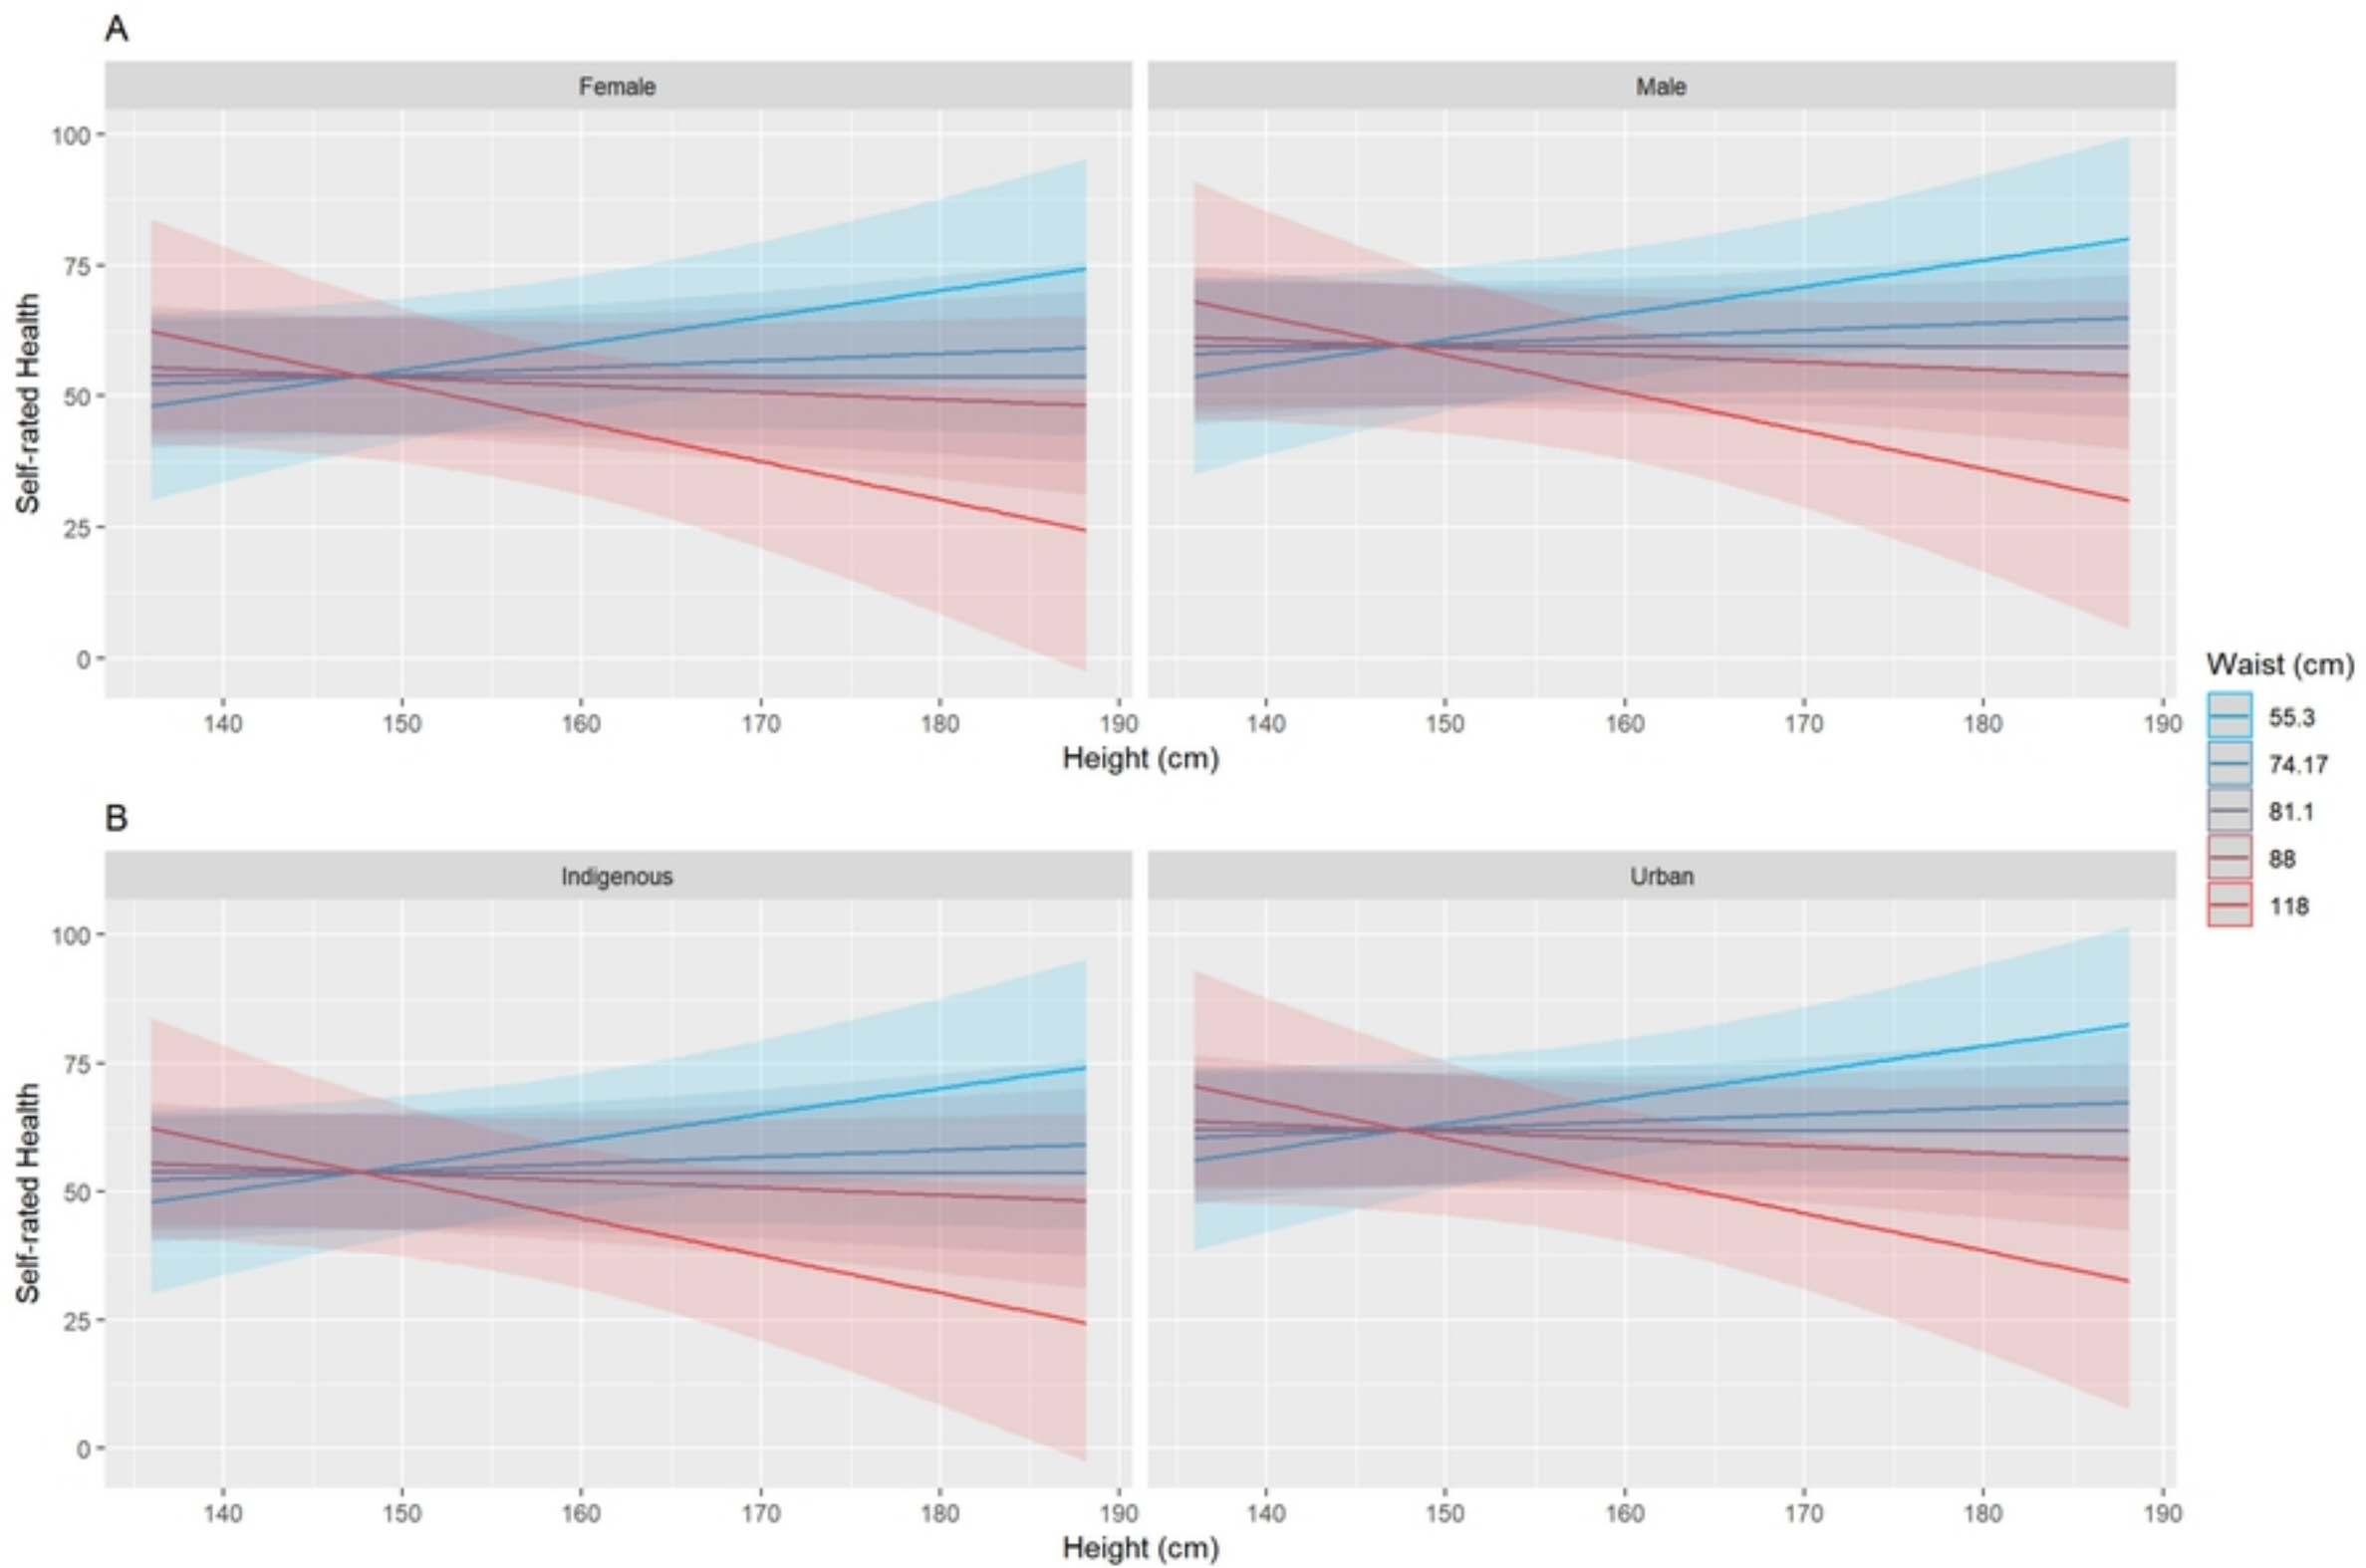 A
Female
Male
100
75
50
25
0
Self-rated Health
140 150 160 170 180 190
140 150 160 170 180 190
Height (cm)
B
Indigenous
Urban
100
75
50
25
0
Self-rated Health
140 150 160 170 180 190
140 150 160 170 180 190
Height (cm)
Waist (cm)
55.3
74.17
81.1
88
118